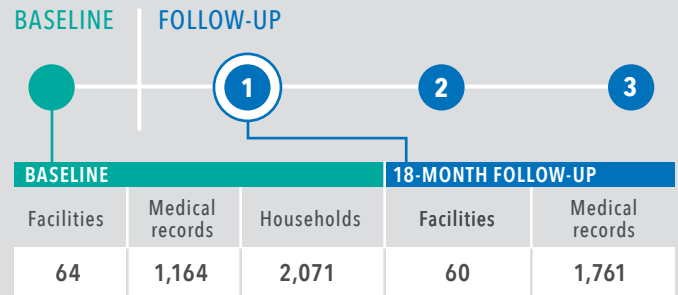 BASELINE FOLLOW-UP
1 2 3
BASELINE 18-MONTH FOLLOW-UP
Facilities Medical records Households Facilities Medical records
64 1,164 2,071 60 1,761